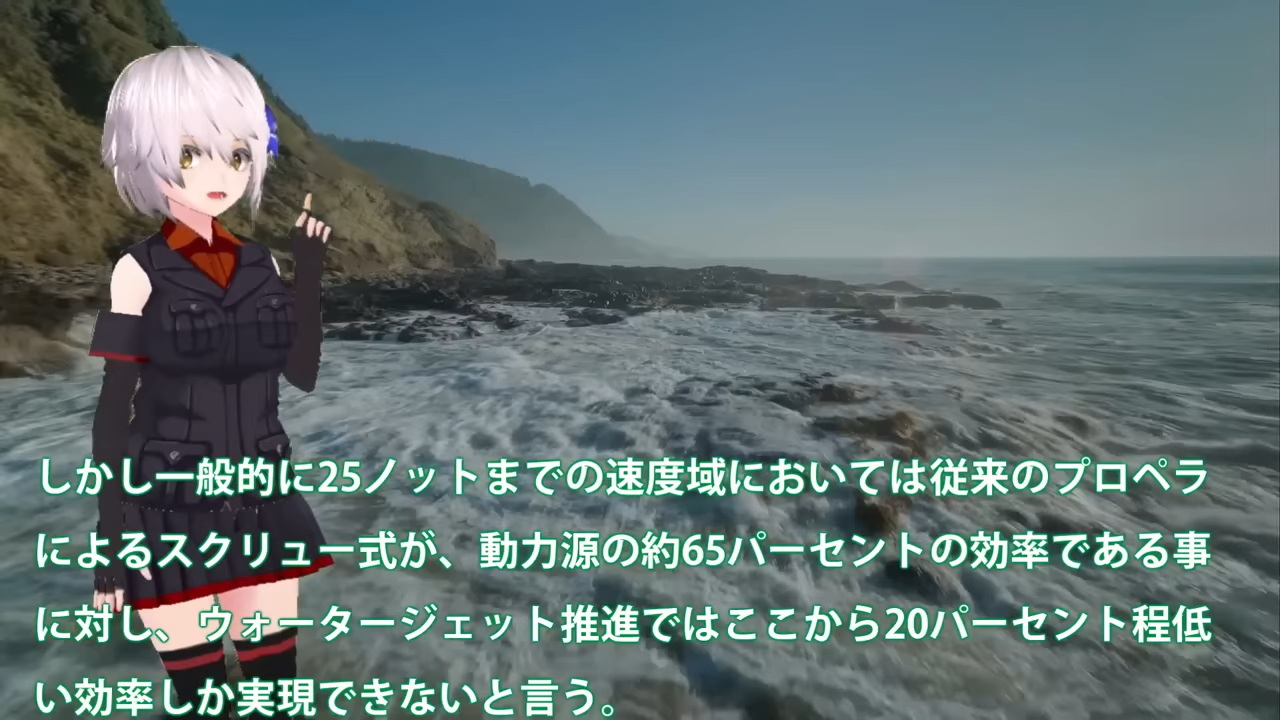 しかし一般的に25ノットまでの速度域においては従来のプロペラ
によるスクリュー式が、動力源の約65パーセントの効率である事
に対し、ウォータージェット推進ではここから20パーセント程低
い効率しか実現できないと言う。